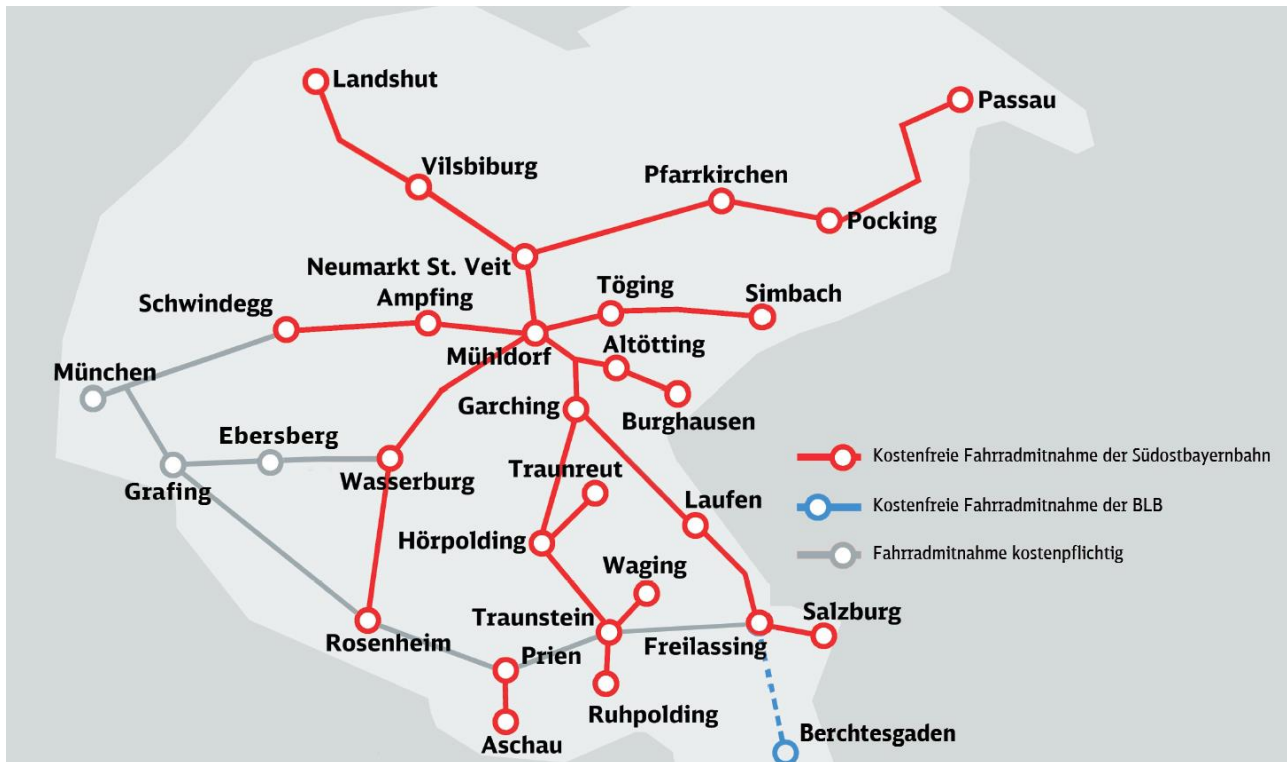 Landshut
Passau
Vilsbiburg
Pfarrkirchen
Pocking
Neumarkt St. Veit
Töging
Simbach
Schwindegg
Ampfing
Mühldorf
Altötting
München
Garching
Burghausen
Ebersberg
Grafing
Wasserburg
Traunreut
Kostenfreie Fahrradmitnahme der Südostbayernbahn
Laufen
Kostenfreie Fahrradmitnahme der BLB
Hörpolding
Fahrradmitnahme kostenpflichtig
Waging
Traunstein
Salzburg
Rosenheim
Freilassing
Prien
Ruhpolding
Berchtesgaden
Aschau